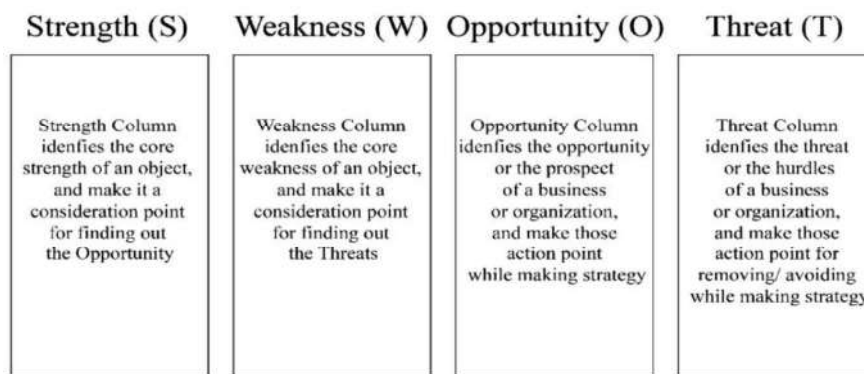 Strength (S)
Weakness (W)
Opportunity (O)
Threat (T)
Strength Column
idenfies the core
strength of an object,
and make it a
consideration point
for finding out
the Opportunity
Weakness Column
idenfies the core
weakness of an object,
and make it a
consideration point
for finding out
the Threats
Opportunity Column
idenfies the opportunity
or the prospect
of a business
or organization,
and make those
action point
while making strategy
Threat Column
idenfies the threat
or the hurdles
of a business
or organization,
and make those
action point for
removing/ avoiding
while making strategy